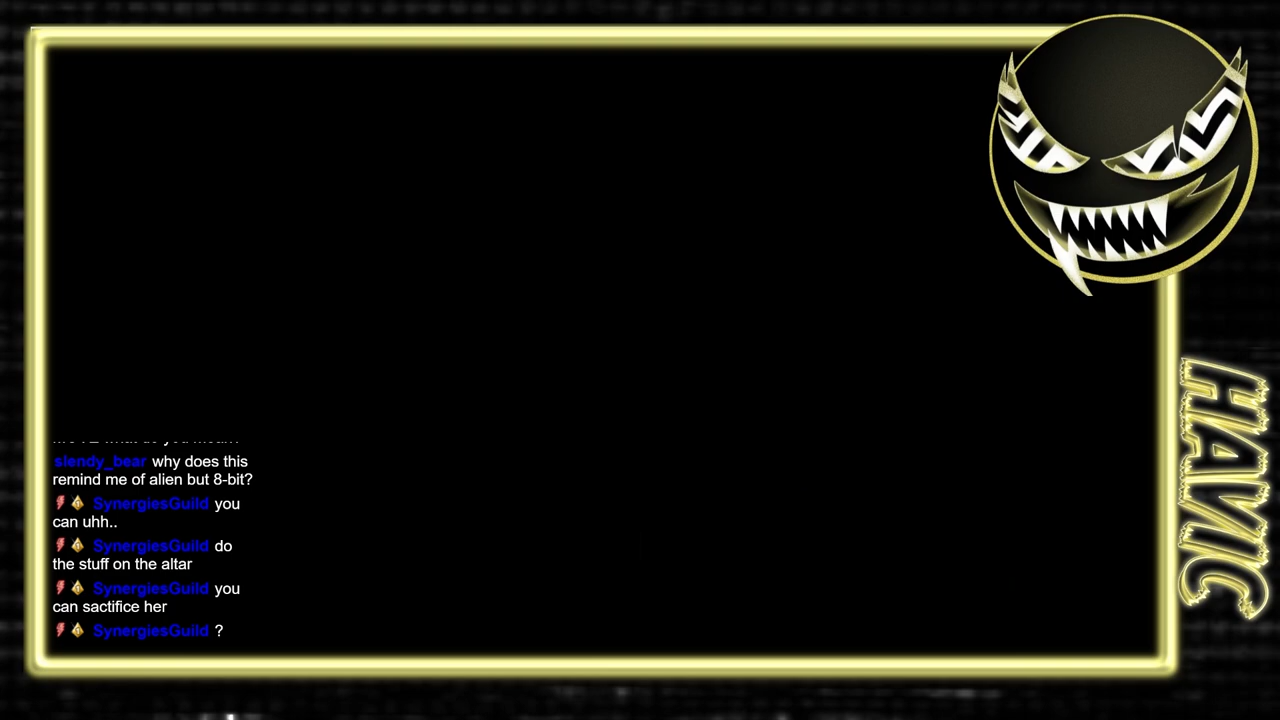 slendy_bear why does this
remind me of alien but 8-bit?
SynergiesGuild you
can uhh..
SynergiesGuild do
the stuff on the altar
SynergiesGuild you
can sactifice her
SynergiesGuild ?
HAVIC